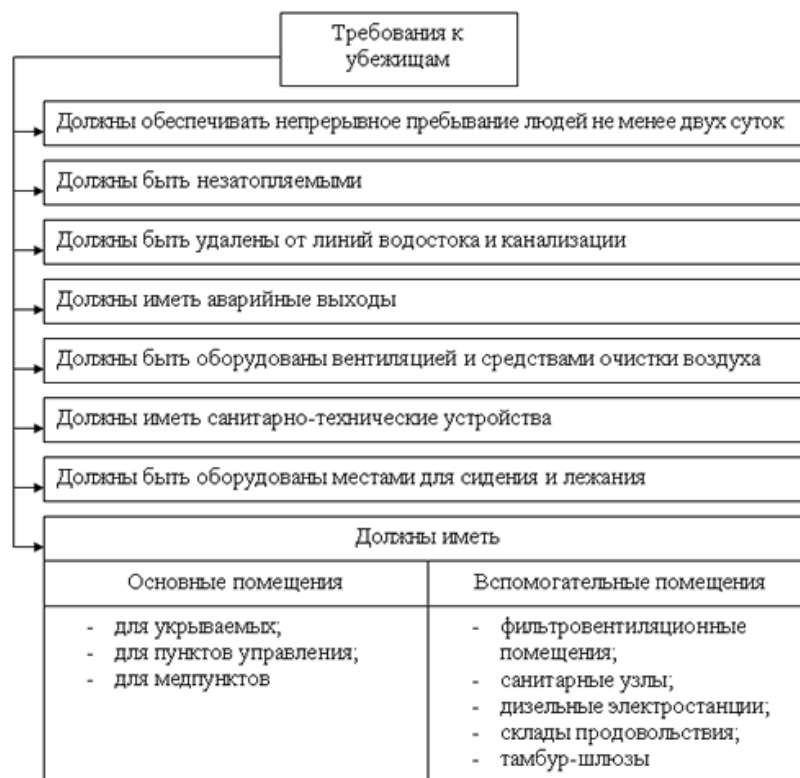 Требования к
убежищам
Должны обеспечивать непрерывное пребывание людей не менее двух суток
Должны быть незатопляемыми
Должны быть удалены от линий водостока и канализации
Должны иметь аварийные выходы
Должны быть оборудованы вентиляцией и средствами очистки воздуха
Должны иметь санитарно-технические устройства
Должны быть оборудованы местами для сидения и лежания
Должны иметь
Основные помещения
- для укрываемых;
- для пунктов управления;
- для медпунктов
Вспомогательные помещения
- фильтровентиляционные
помещения;
- санитарные узлы;
- дизельные электростанции;
- склады продовольствия;
- тамбур-шлюзы